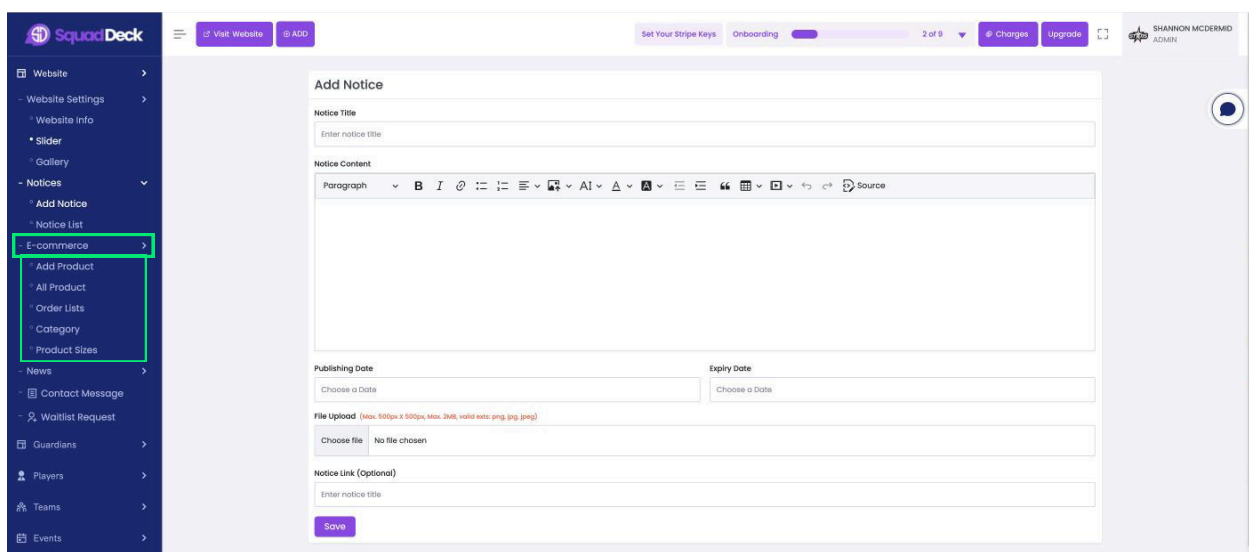 SquadDeck
Visit Website
ADD
Set Your Stripe Keys
Onboarding
2 of 9
Charges
Upgrade
SHANNON MCDERMID
ADMIN
Website
- Website Settings
Website Info
Slider
Gallery
- Notices
Add Notice
Notice List
- E-commerce
Add Product
All Product
Order Lists
Category
Product Sizes
- News
- Contact Message
- Waitlist Request
Guardians
Players
Teams
Events
Add Notice
Notice Title
Enter notice title
Notice Content
Paragraph B I AI A A Source
Publishing Date
Choose a Date
Expiry Date
Choose a Date
File Upload (Max. 500px X 500px, Max. 2MB, valid exts: png, jpg, jpeg)
Choose file No file chosen
Notice Link (Optional)
Enter notice title
Save